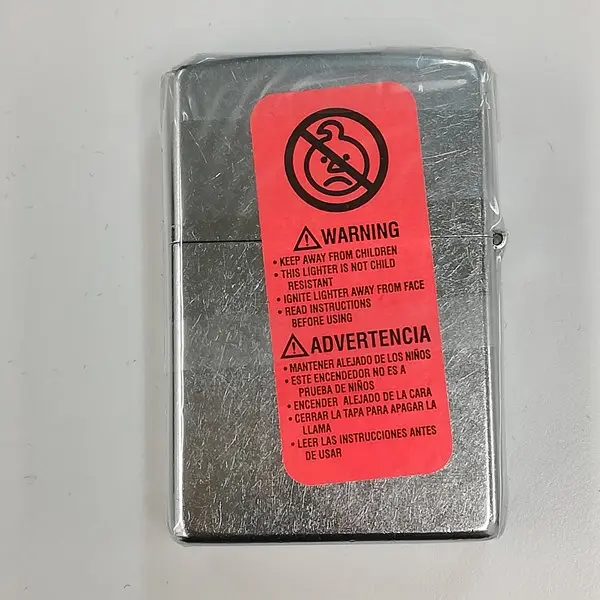 ⚠WARNING
• KEEP AWAY FROM CHILDREN
• THIS LIGHTER IS NOT CHILD
RESISTANT
• IGNITE LIGHTER AWAY FROM FACE
• READ INSTRUCTIONS
BEFORE USING
⚠ADVERTENCIA
• MANTENER ALEJADO DE LOS NIÑOS
• ESTE ENCENDEDOR NO ES A
PRUEBA DE NIÑOS
• ENCENDER ALEJADO DE LA CARA
• CERRAR LA TAPA PARA APAGAR LA
LLAMA
• LEER LAS INSTRUCCIONES ANTES
DE USAR